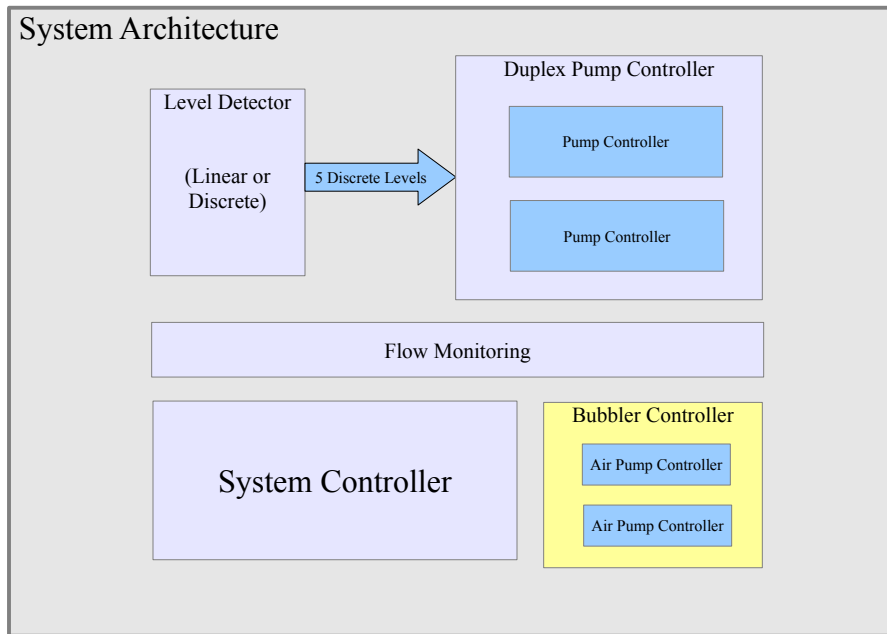 System Architecture
Duplex Pump Controller
Level Detector
(Linear or
Discrete)
5 Discrete Levels
Pump Controller
Pump Controller
Flow Monitoring
System Controller
Bubbler Controller
Air Pump Controller
Air Pump Controller